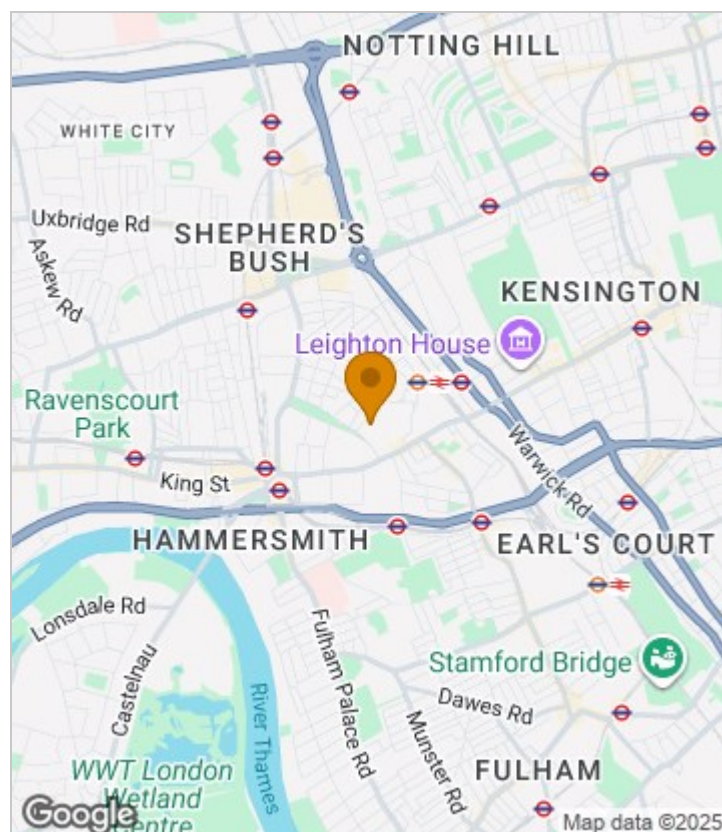 NOTTING HILL
WHITE CITY
Uxbridge Rd
SHEPHERD'S
BUSH
Askew Rd
KENSINGTON
Leighton House
Ravenscourt
Park
King St
Warwick Rd
HAMMERSMITH
EARL'S COURT
Lonsdale Rd
Castelnau
River Thames
Fulham Palace Rd
Stamford Bridge
Dawes Rd
Munster Rd
FULHAM
WWT London
Wetland
Centre
Google
Map data ©2025